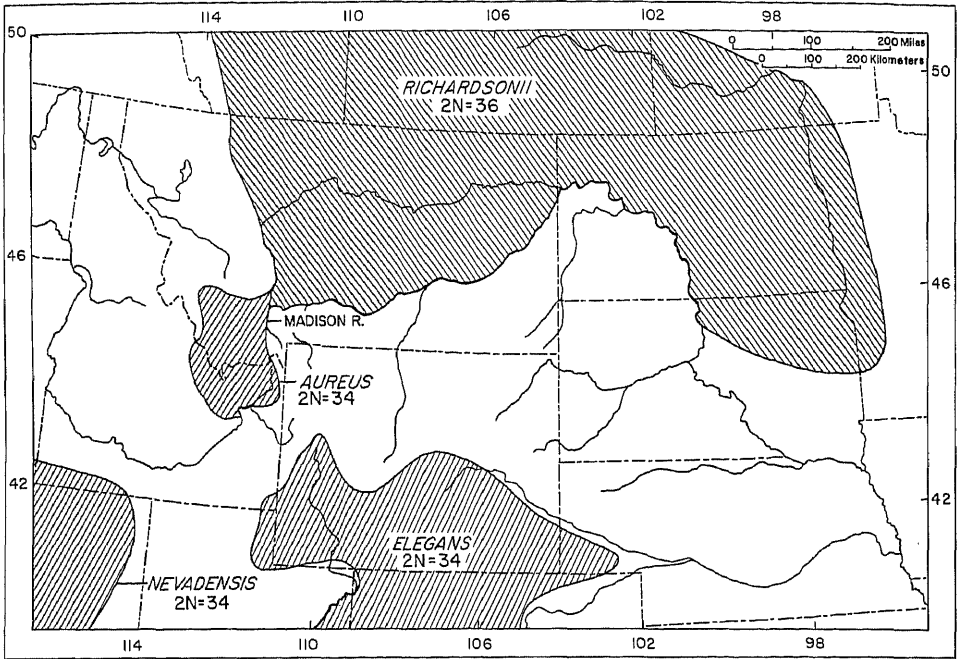 114 110 106 102 98
50
0 100 200 Miles
0 100 200 Kilometers
50
RICHARDSONII
2N=36
46
46
MADISON R.
AUREUS
2N=34
42
42
ELEGANS
2N=34
NEVADENSIS
2N=34
114 110 106 102 98